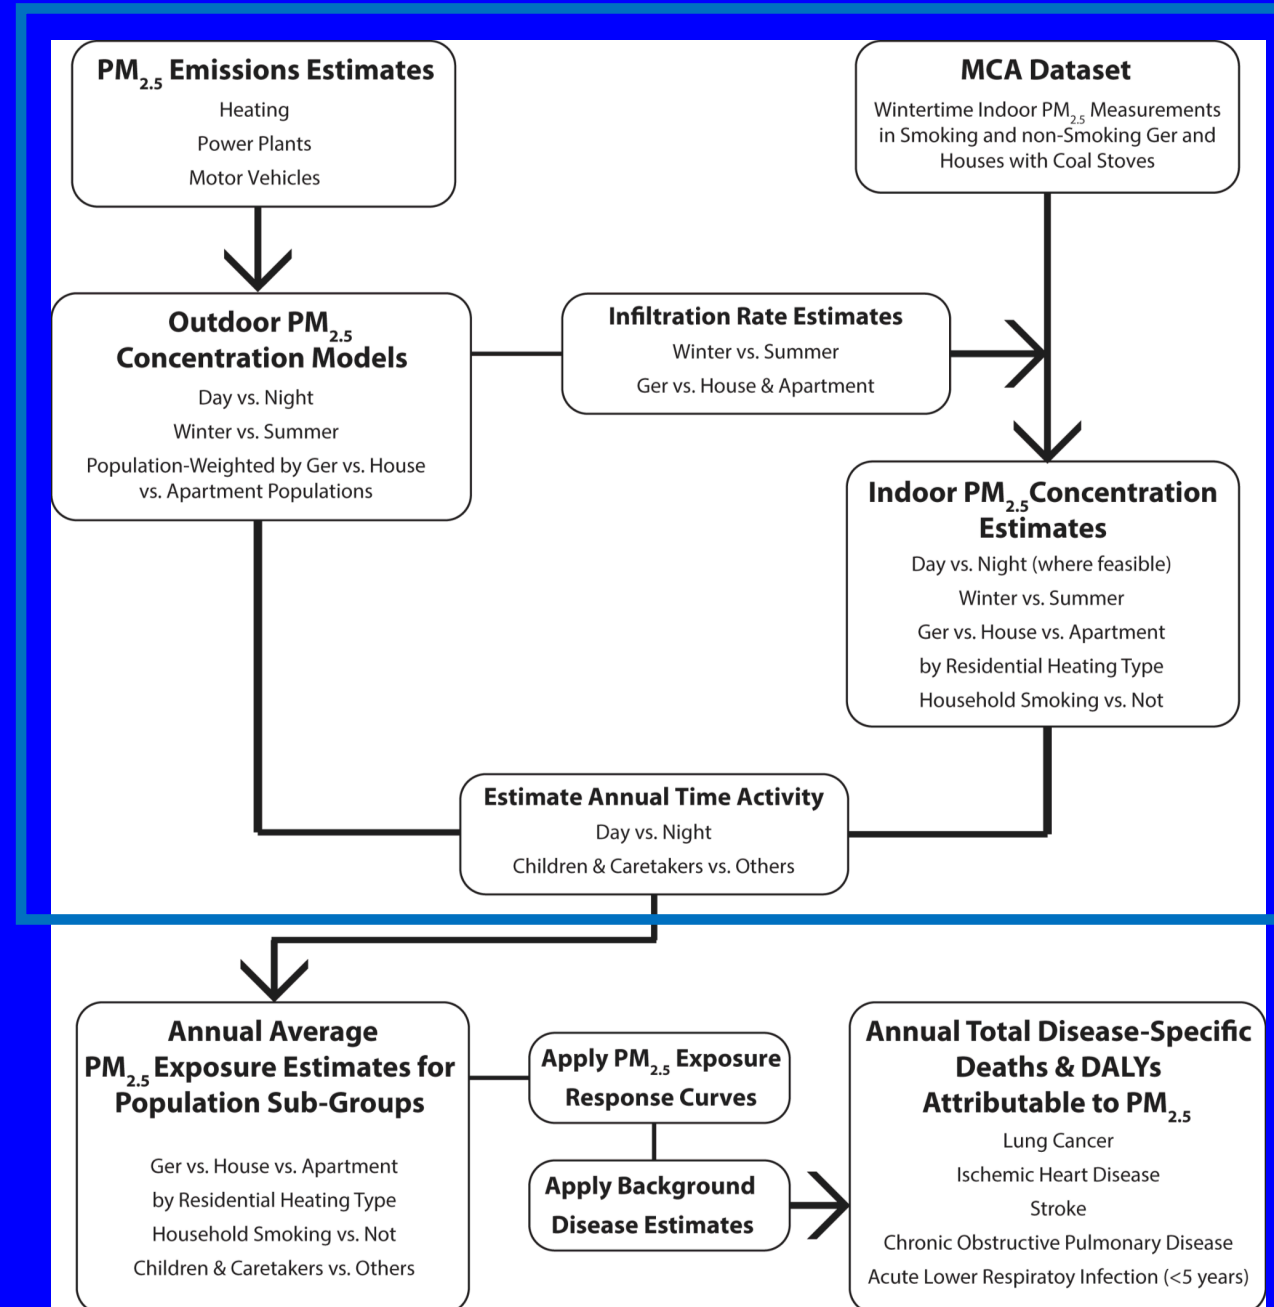 PM2.5 Emissions Estimates
Heating
Power Plants
Motor Vehicles
MCA Dataset
Wintertime Indoor PM2.5 Measurements
in Smoking and non-Smoking Ger and
Houses with Coal Stoves
Outdoor PM2.5
Concentration Models
Day vs. Night
Winter vs. Summer
Population-Weighted by Ger vs. House
vs. Apartment Populations
Infiltration Rate Estimates
Winter vs. Summer
Ger vs. House & Apartment
Indoor PM2.5 Concentration
Estimates
Day vs. Night (where feasible)
Winter vs. Summer
Ger vs. House vs. Apartment
by Residential Heating Type
Household Smoking vs. Not
Estimate Annual Time Activity
Day vs. Night
Children & Caretakers vs. Others
Annual Average
PM2.5 Exposure Estimates for
Population Sub-Groups
Ger vs. House vs. Apartment
by Residential Heating Type
Household Smoking vs. Not
Children & Caretakers vs. Others
Apply PM2.5 Exposure
Response Curves
Apply Background
Disease Estimates
Annual Total Disease-Specific
Deaths & DALYs
Attributable to PM2.5
Lung Cancer
Ischemic Heart Disease
Stroke
Chronic Obstructive Pulmonary Disease
Acute Lower Respiratoy Infection (<5 years)